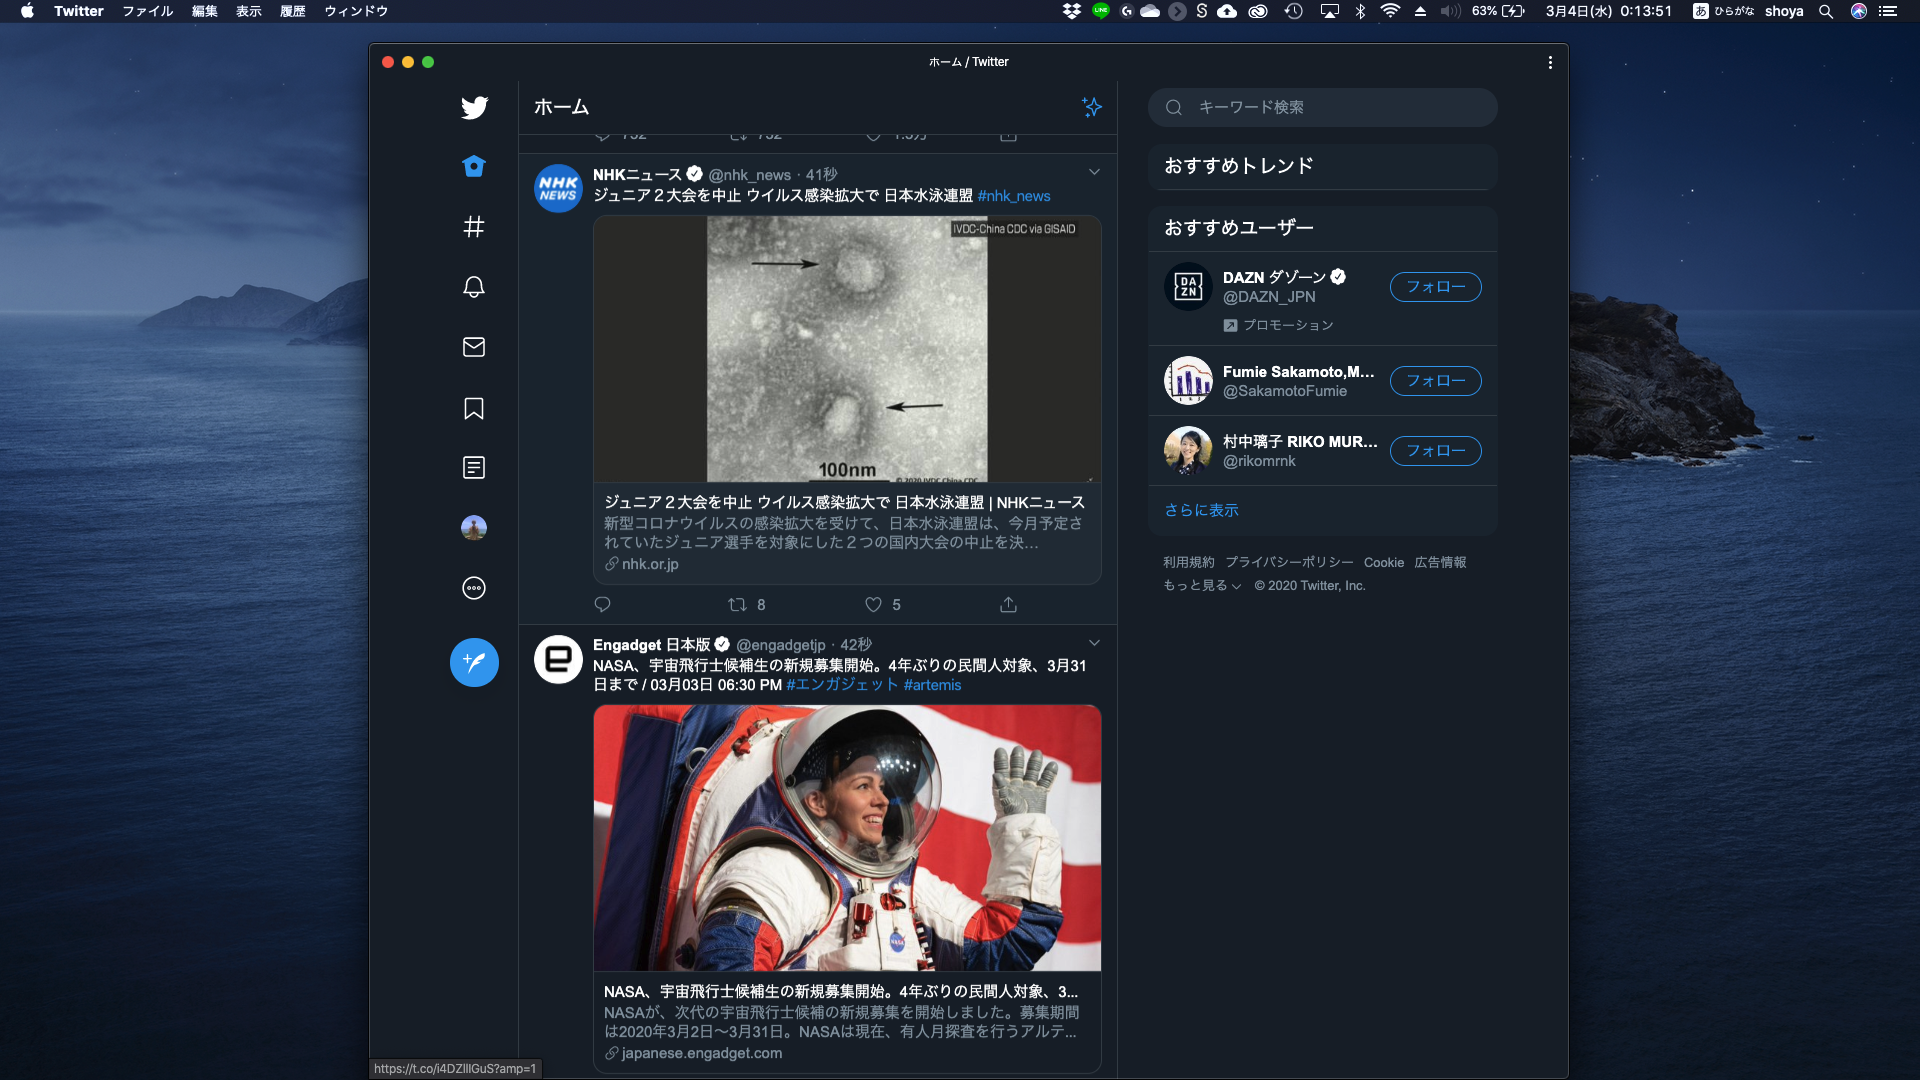 Twitter ファイル 編集 表示 履歴 ウィンドウ
LINE
63%
3月4日(水) 0:13:51
あ ひらがな shoya
ホーム / Twitter
ホーム
NHK NEWS
NHKニュース @nhk_news · 41秒
ジュニア２大会を中止 ウイルス感染拡大で 日本水泳連盟 #nhk_news
IVDC-China CDC via GISAID
100nm
© 2020 IVDC China CDC
ジュニア２大会を中止 ウイルス感染拡大で 日本水泳連盟 | NHKニュース
新型コロナウイルスの感染拡大を受けて、日本水泳連盟は、今月予定さ
れていたジュニア選手を対象にした２つの国内大会の中止を決…
nhk.or.jp
8 5
Engadget 日本版 @engadgetjp · 42秒
NASA、宇宙飛行士候補生の新規募集開始。4年ぶりの民間人対象、3月31
日まで / 03月03日 06:30 PM #エンガジェット #artemis
NASA
NASA、宇宙飛行士候補生の新規募集開始。4年ぶりの民間人対象、3...
NASAが、次代の宇宙飛行士候補の新規募集を開始しました。募集期間
は2020年3月2日〜3月31日。NASAは現在、有人月探査を行うアルテ...
japanese.engadget.com
キーワード検索
おすすめトレンド
おすすめユーザー
DA
ZN
DAZN ダゾーン
@DAZN_JPN
フォロー
プロモーション
Fumie Sakamoto,M...
@SakamotoFumie
フォロー
村中璃子 RIKO MUR...
@rikomrnk
フォロー
さらに表示
利用規約 プライバシーポリシー Cookie 広告情報
もっと見る © 2020 Twitter, Inc.